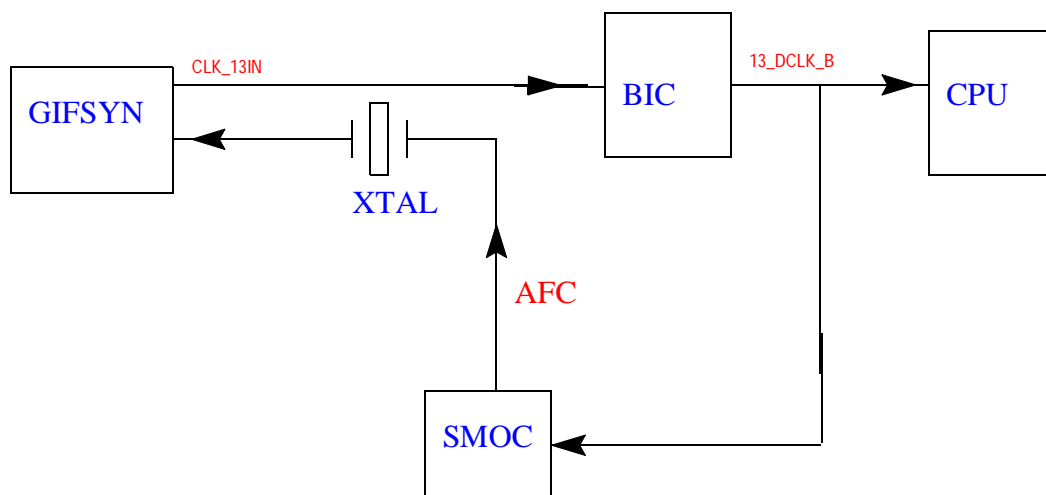 CLK_13IN
13_DCLK_B
GIFSYN
BIC
CPU
XTAL
AFC
SMOC